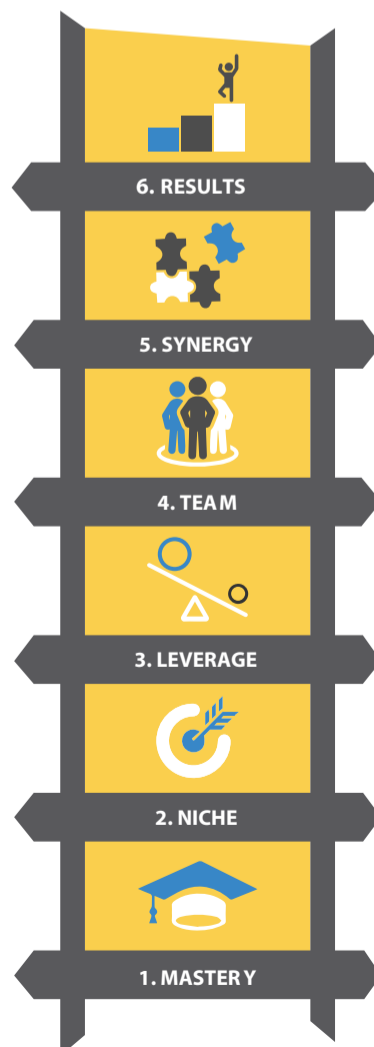 6. RESULTS
5. SYNERGY
4. TEAM
3. LEVERAGE
2. NICHE
1. MASTERY